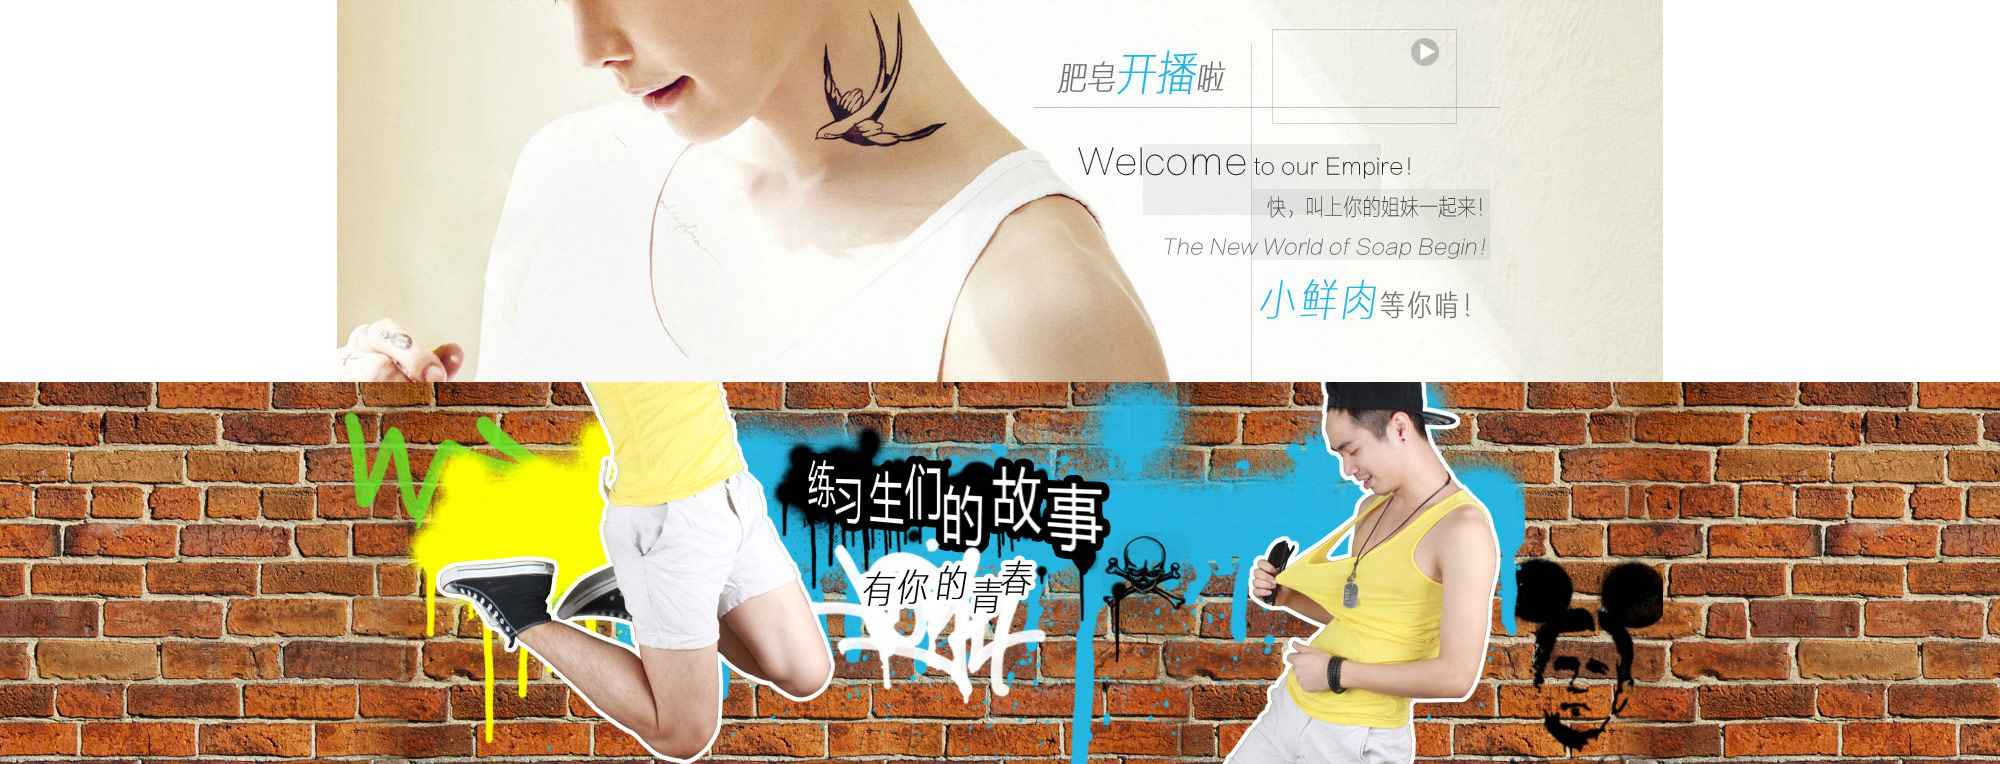 肥皂开播啦
Welcome to our Empire!
快，叫上你的姐妹一起来!
The New World of Soap Begin!
小鲜肉等你啃!
练习生们的故事
有你的青春